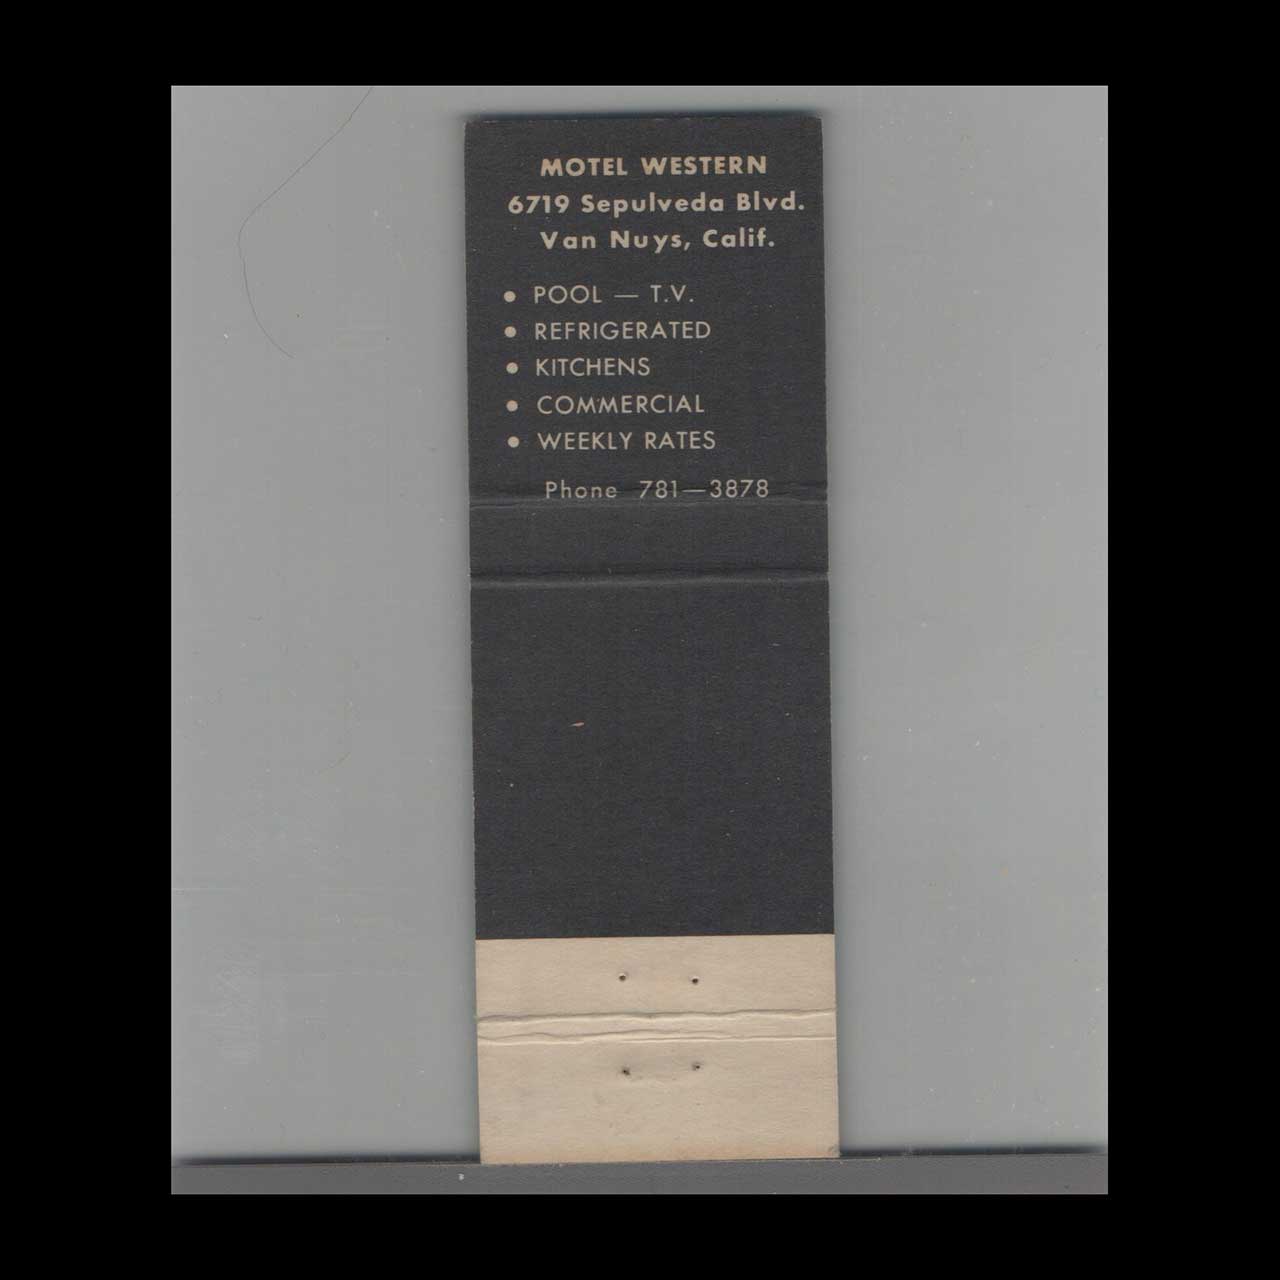 MOTEL WESTERN
6719 Sepulveda Blvd.
Van Nuys, Calif.
• POOL — T.V.
• REFRIGERATED
• KITCHENS
• COMMERCIAL
• WEEKLY RATES
Phone 781—3878